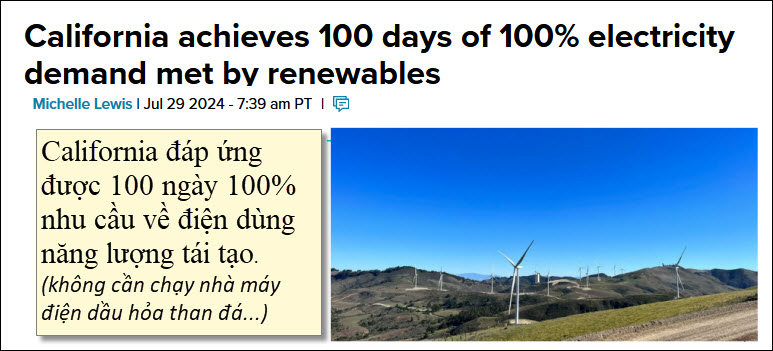 California achieves 100 days of 100% electricity
demand met by renewables
Michelle Lewis | Jul 29 2024 - 7:39 am PT |
California đáp ứng
được 100 ngày 100%
nhu cầu về điện dùng
năng lượng tái tạo.
(không cần chạy nhà máy
điện dầu hỏa than đá...)